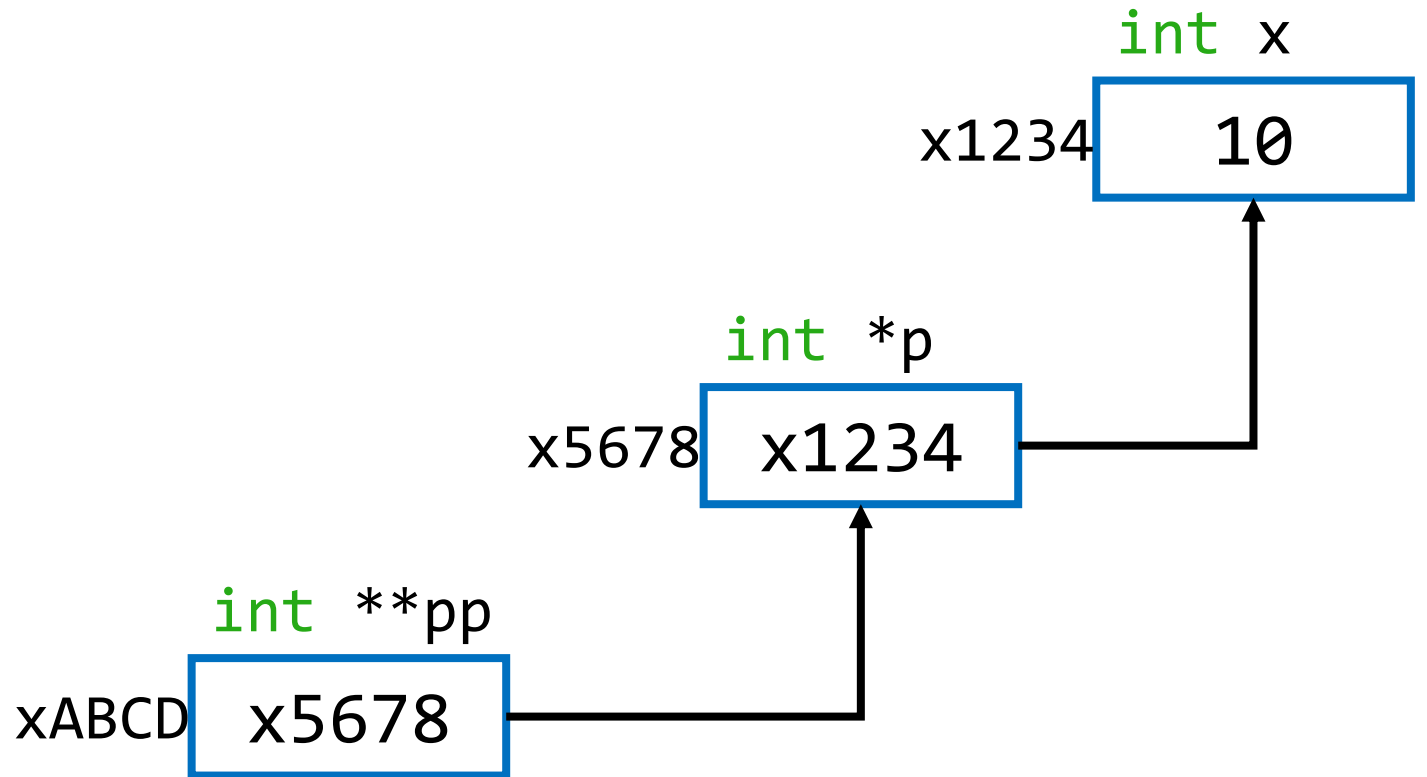 int x
x1234 10
int *p
x5678 x1234
int **pp
xABCD x5678